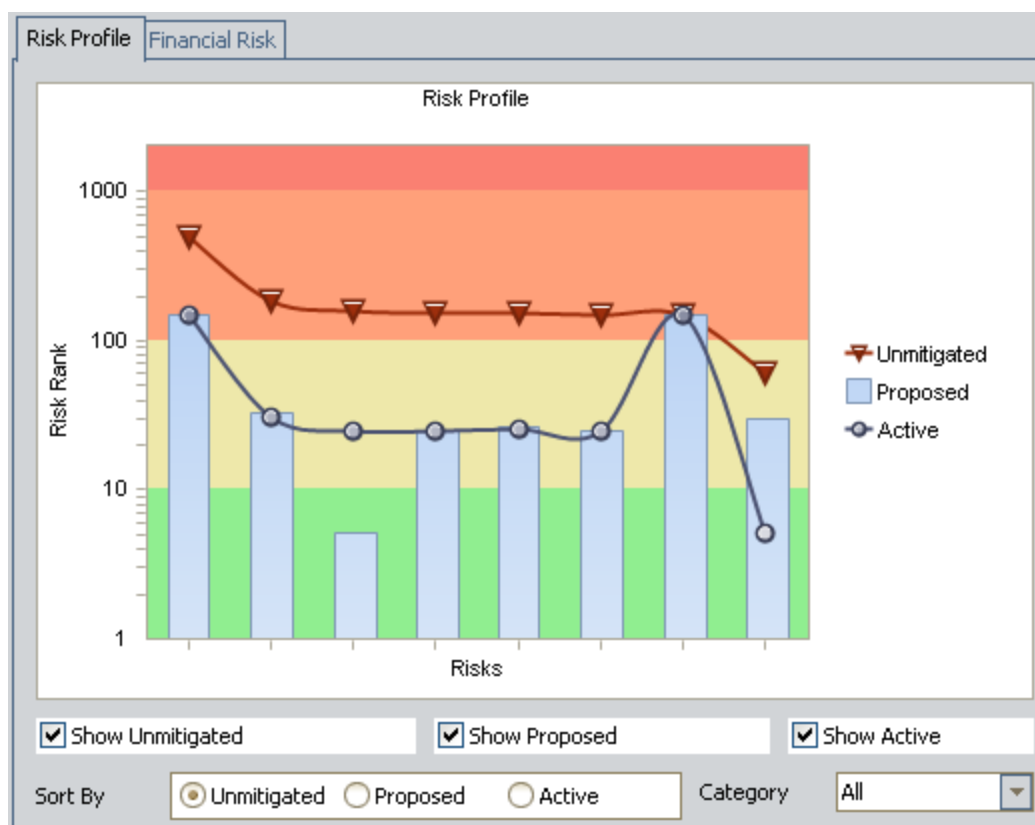 Risk Profile Financial Risk
Risk Profile
1000
100
10
1
Risk Rank
Risks
Unmitigated
Proposed
Active
Show Unmitigated Show Proposed Show Active
Sort By Unmitigated Proposed Active Category All